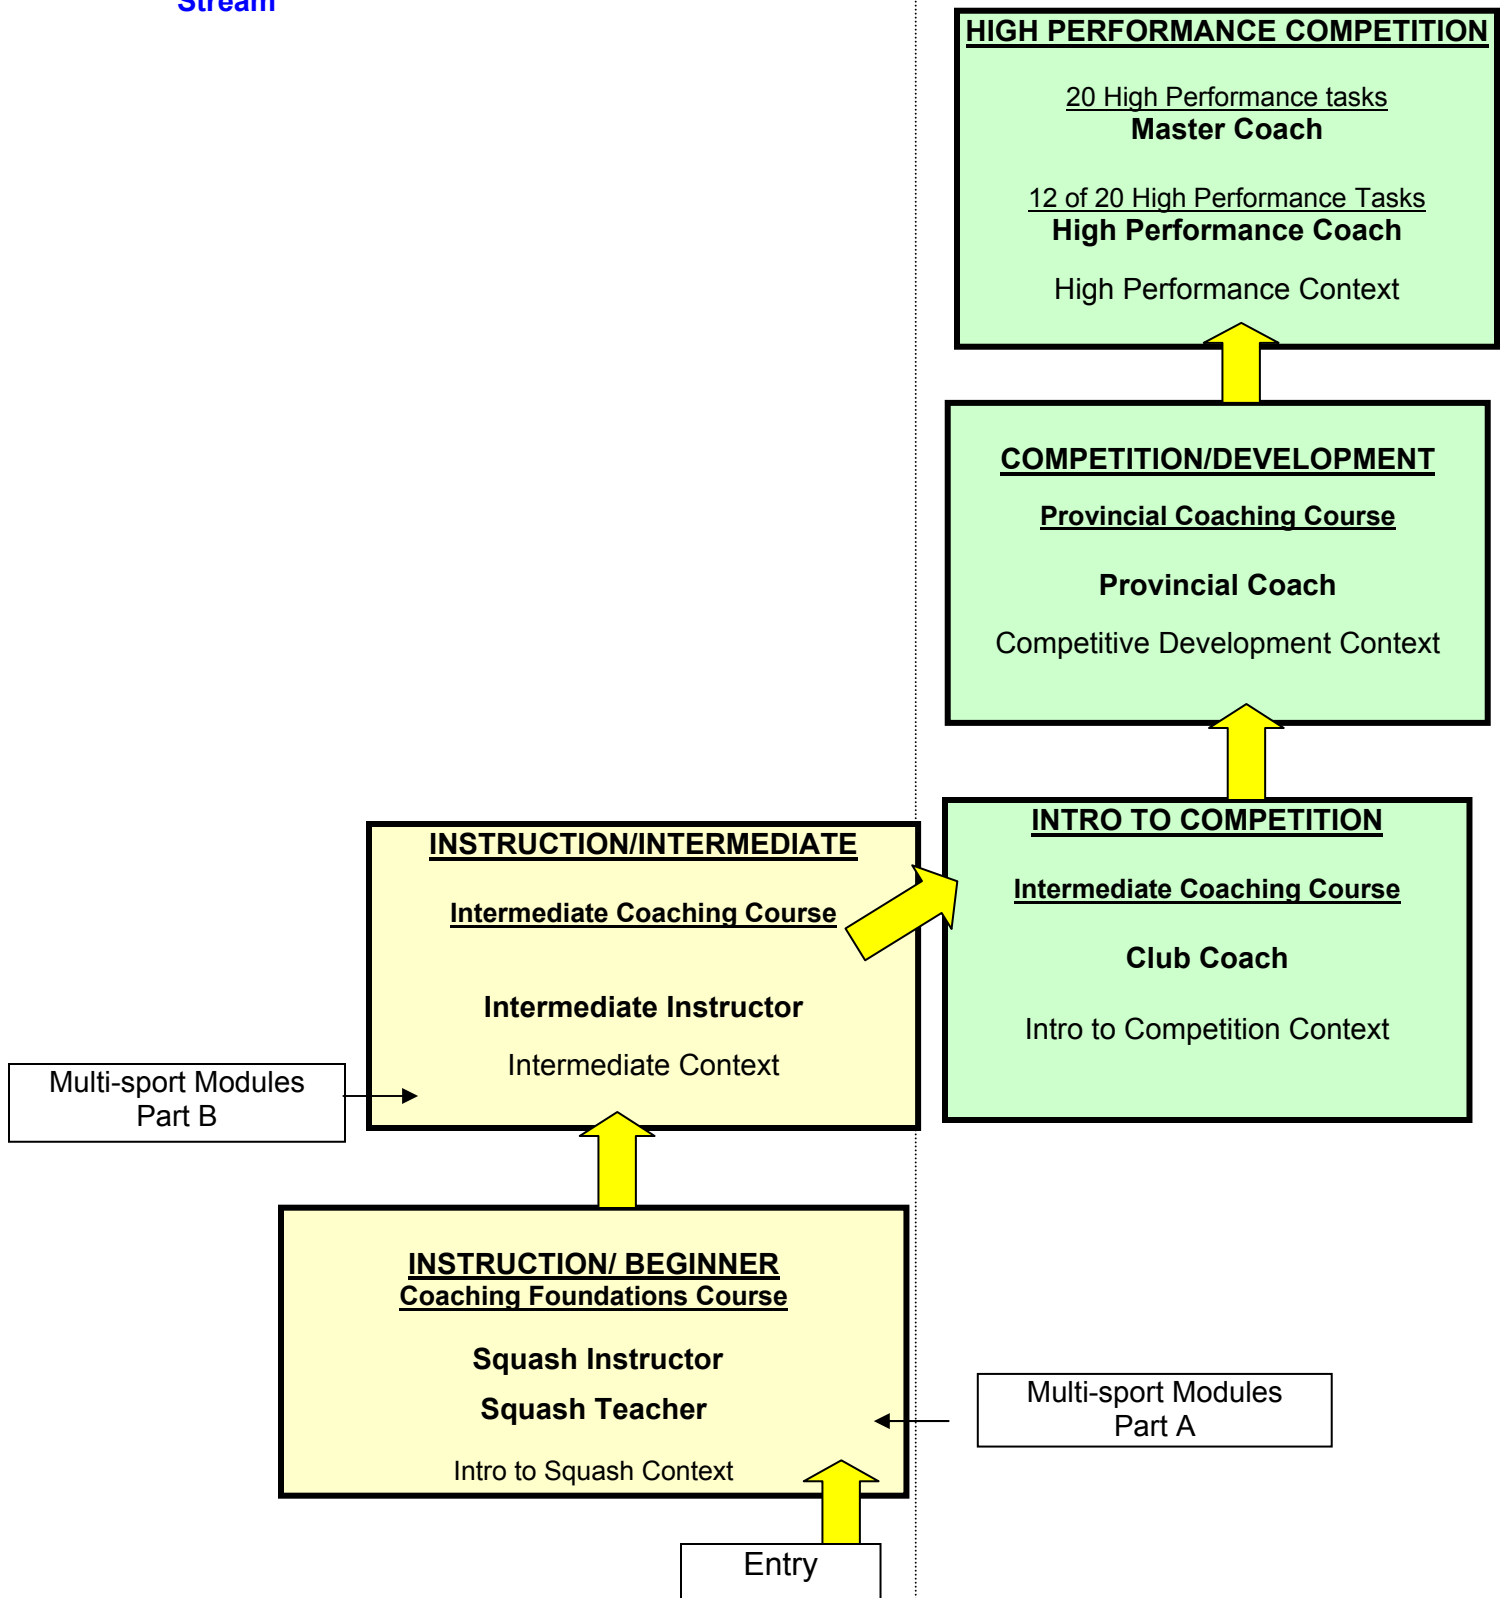 Stream
HIGH PERFORMANCE COMPETITION
20 High Performance tasks
Master Coach
12 of 20 High Performance Tasks
High Performance Coach
High Performance Context
COMPETITION/DEVELOPMENT
Provincial Coaching Course
Provincial Coach
Competitive Development Context
INTRO TO COMPETITION
Intermediate Coaching Course
Club Coach
Intro to Competition Context
INSTRUCTION/INTERMEDIATE
Intermediate Coaching Course
Intermediate Instructor
Intermediate Context
Multi-sport Modules
Part B
INSTRUCTION/ BEGINNER
Coaching Foundations Course
Squash Instructor
Squash Teacher
Intro to Squash Context
Multi-sport Modules
Part A
Entry